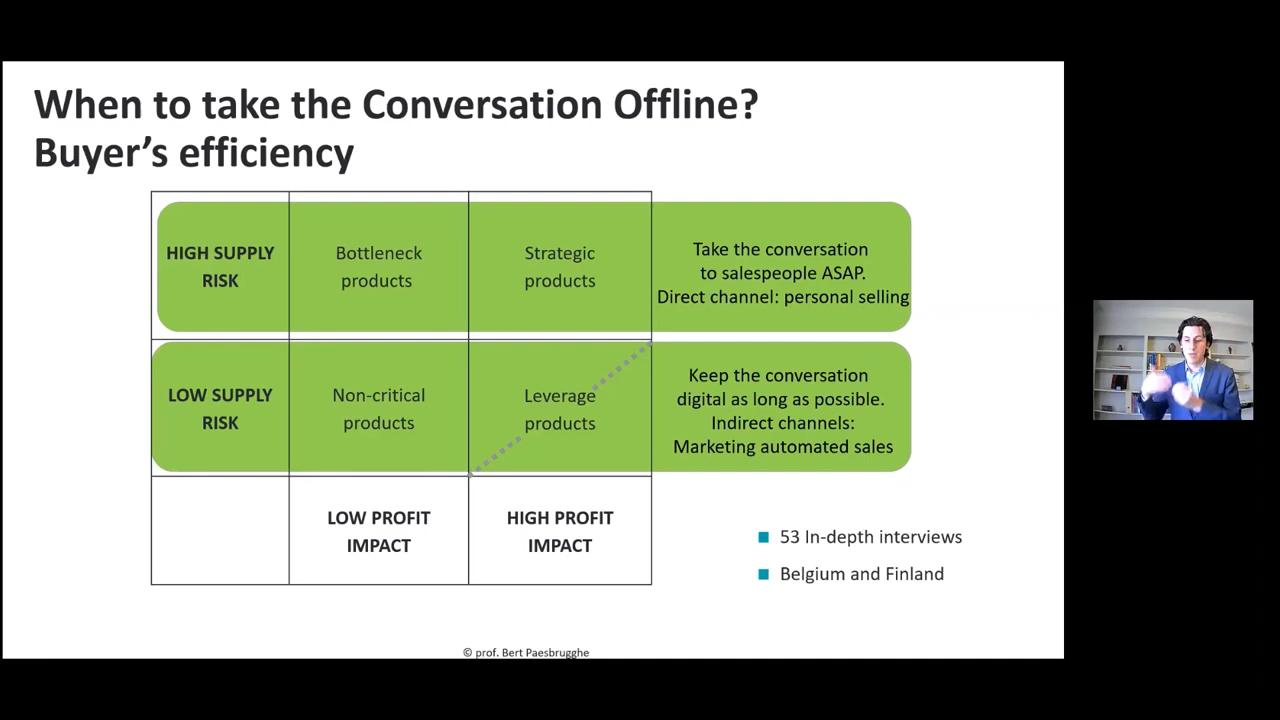 When to take the Conversation Offline?
Buyer's efficiency
HIGH SUPPLY
RISK
Bottleneck
products
Strategic
products
Take the conversation
to salespeople ASAP.
Direct channel: personal selling
LOW SUPPLY
RISK
Non-critical
products
Leverage
products
Keep the conversation
digital as long as possible.
Indirect channels:
Marketing automated sales
LOW PROFIT
IMPACT
HIGH PROFIT
IMPACT
53 In-depth interviews
Belgium and Finland
© prof. Bert Paesbrugghe